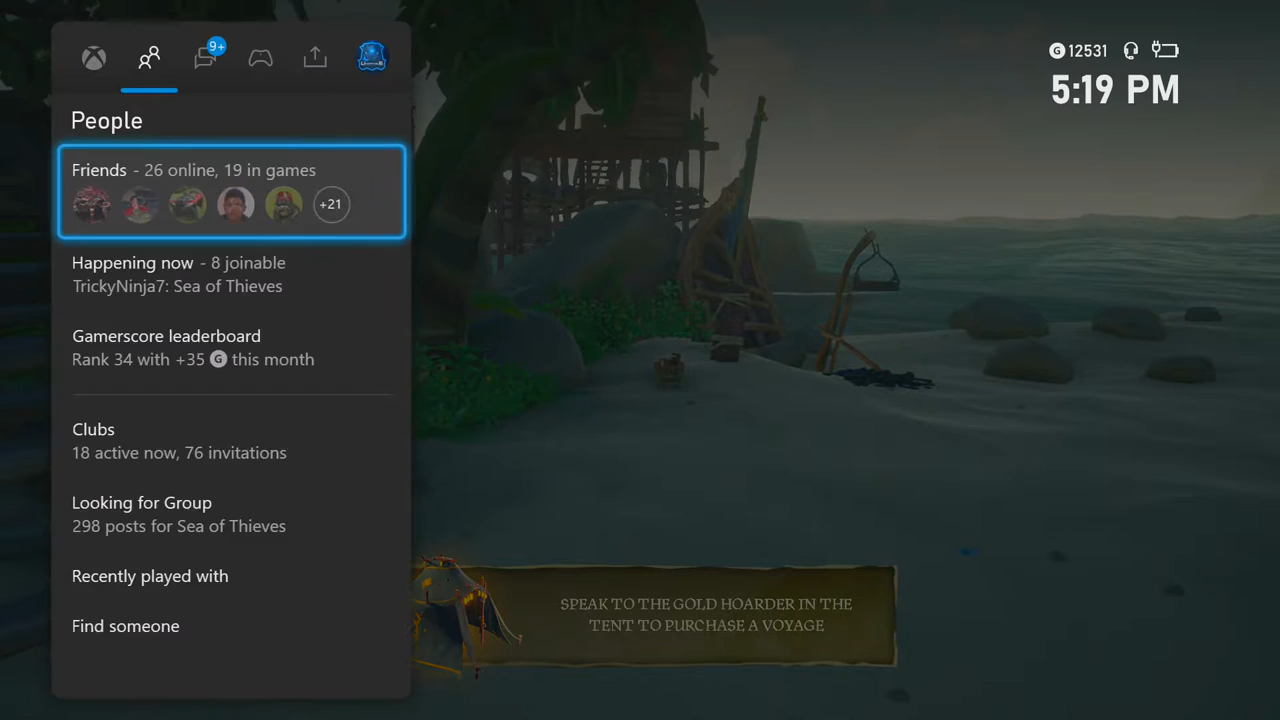 9+
G 12531
5:19 PM
People
Friends - 26 online, 19 in games
+21
Happening now - 8 joinable
TrickyNinja7: Sea of Thieves
Gamerscore leaderboard
Rank 34 with +35 G this month
Clubs
18 active now, 76 invitations
Looking for Group
298 posts for Sea of Thieves
Recently played with
Find someone
SPEAK TO THE GOLD HOARDER IN THE
TENT TO PURCHASE A VOYAGE